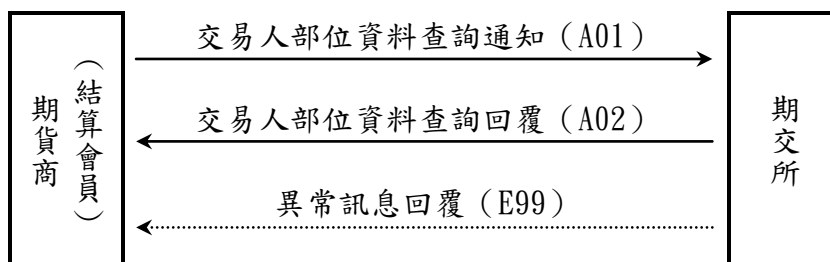 期貨商
（結算會員）
交易人部位資料查詢通知（A01）
交易人部位資料查詢回覆（A02）
異常訊息回覆（E99）
期交所